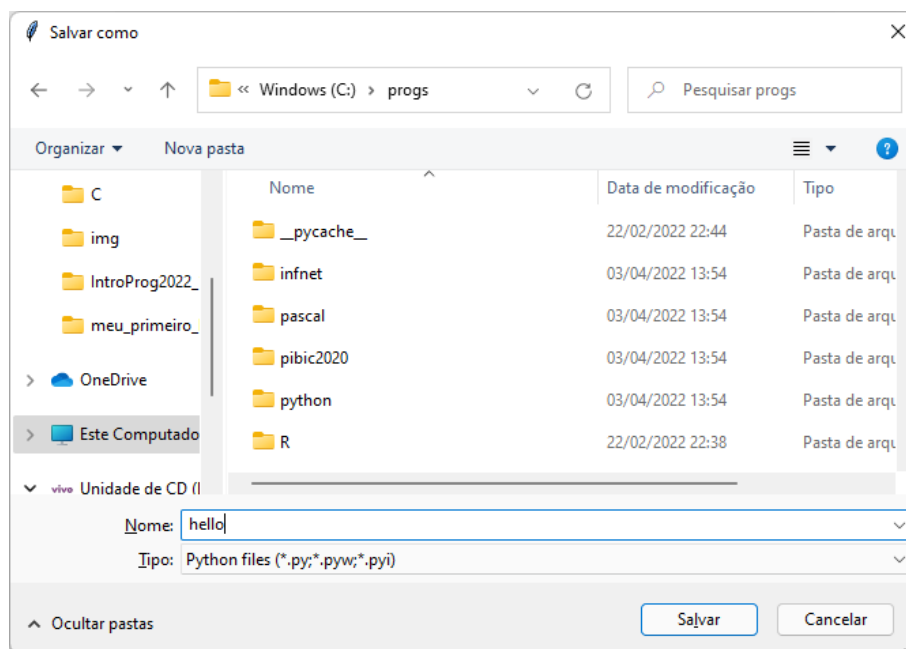 Salvar como
« Windows (C:) > progs
Pesquisar progs
Organizar Nova pasta
?
Nome Data de modificação Tipo
C
img
IntroProg2022_
meu_primeiro_
OneDrive
Este Computado
vivo Unidade de CD (
__pycache__ 22/02/2022 22:44 Pasta de arqu
infnet 03/04/2022 13:54 Pasta de arqu
pascal 03/04/2022 13:54 Pasta de arqu
pibic2020 03/04/2022 13:54 Pasta de arqu
python 03/04/2022 13:54 Pasta de arqu
R 22/02/2022 22:38 Pasta de arqu
Nome: hello
Tipo: Python files (*.py;*.pyw;*.pyi)
Ocultar pastas
Salvar Cancelar